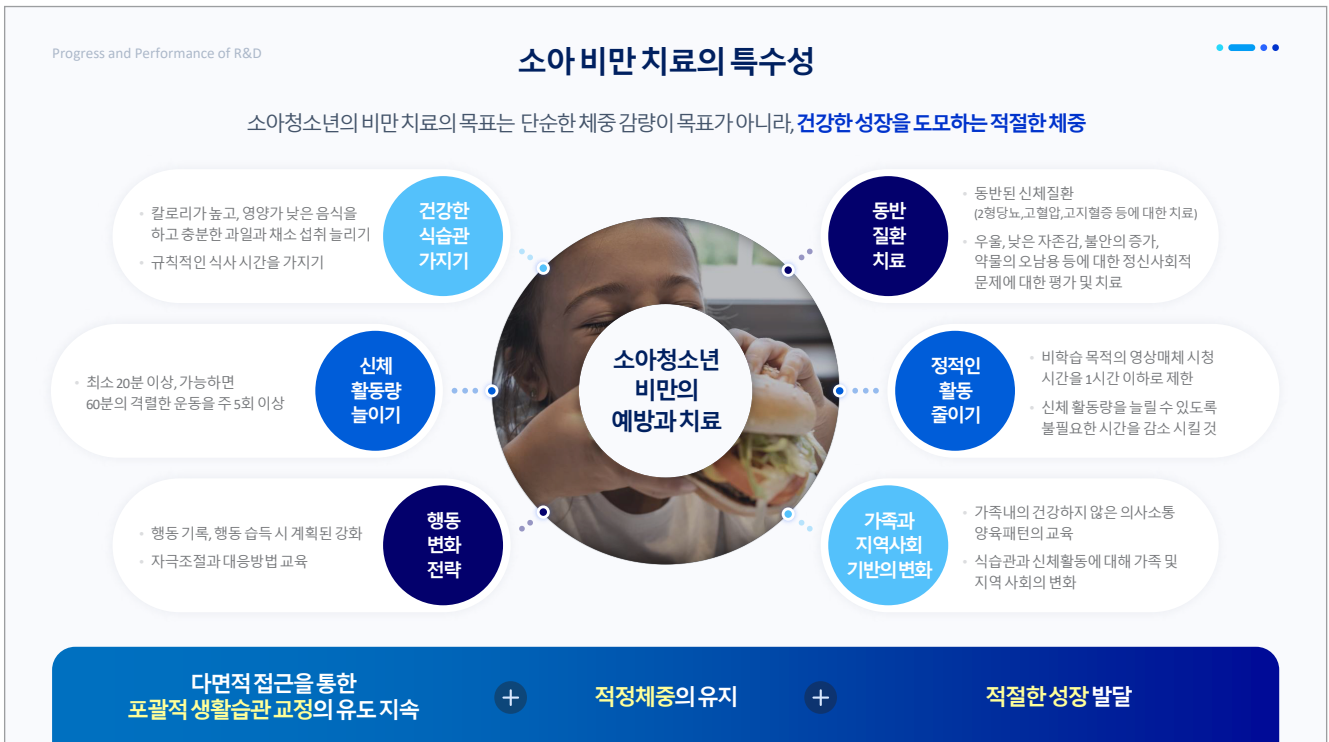 Progress and Performance of R&D
소아 비만 치료의 특수성
소아청소년의 비만 치료의 목표는 단순한 체중 감량이 목표가 아니라, 건강한 성장을 도모하는 적절한 체중
칼로리가 높고, 영양가 낮은 음식을
하고 충분한 과일과 채소 섭취 늘리기
규칙적인 식사 시간을 가지기
건강한
식습관
가지기
최소 20분 이상, 가능하면
60분의 격렬한 운동을 주 5회 이상
신체
활동량
늘이기
행동 기록, 행동 습득 시 계획된 강화
자극조절과 대응방법 교육
행동
변화
전략
소아청소년
비만의
예방과 치료
동반
질환
치료
동반된 신체질환
(2형당뇨,고혈압,고지혈증 등에 대한 치료)
우울, 낮은 자존감, 불안의 증가,
약물의 오남용 등에 대한 정신사회적
문제에 대한 평가 및 치료
정적인
활동
줄이기
비학습 목적의 영상매체 시청
시간을 1시간 이하로 제한
신체 활동량을 늘릴 수 있도록
불필요한 시간을 감소 시킬 것
가족과
지역사회
기반의 변화
가족내의 건강하지 않은 의사소통
양육패턴의 교육
식습관과 신체활동에 대해 가족 및
지역 사회의 변화
다면적 접근을 통한
포괄적 생활습관 교정의 유도 지속
+
적정체중의 유지
+
적절한 성장 발달